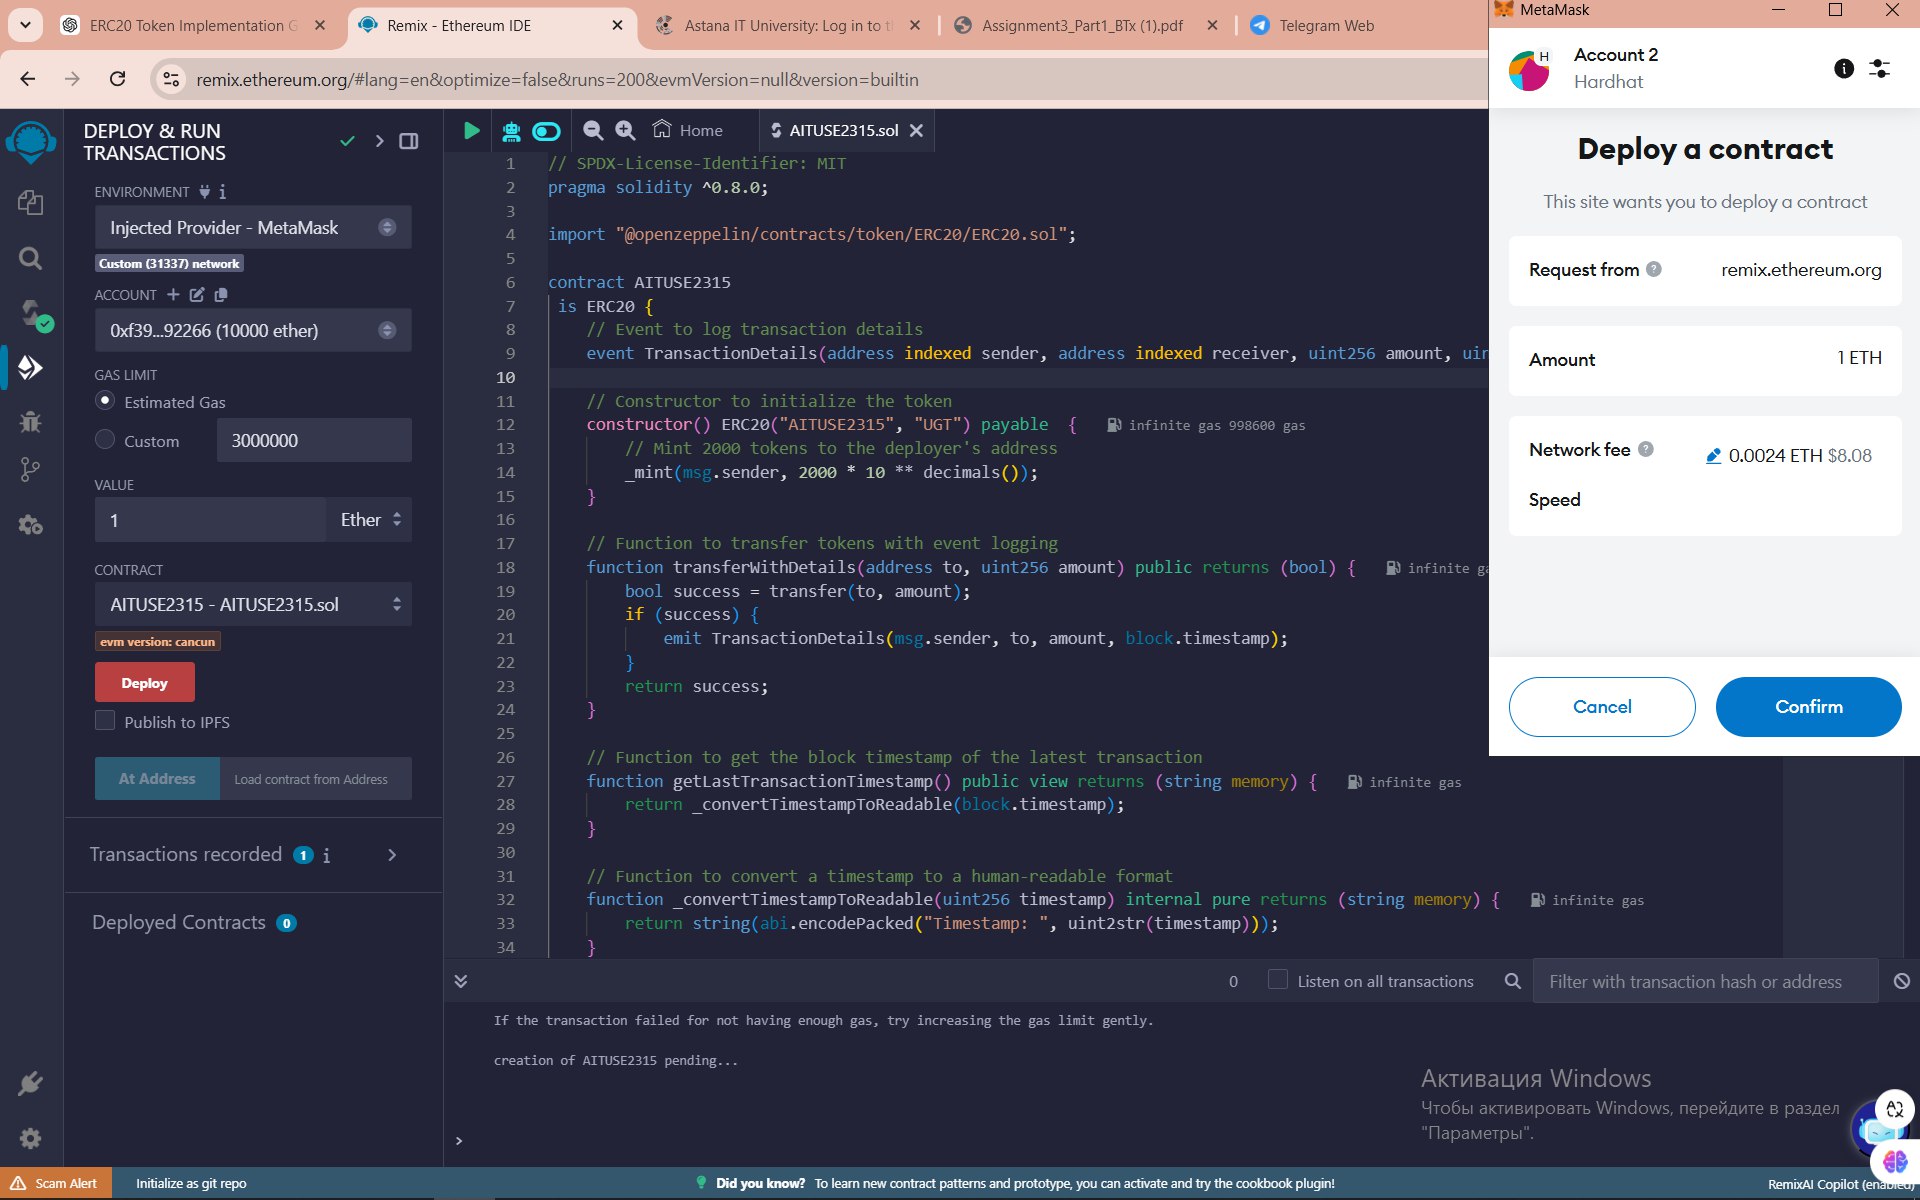 ERC20 Token Implementation G
Remix - Ethereum IDE
Astana IT University: Log in to t
Assignment3_Part1_BTx (1).pdf
Telegram Web
remix.ethereum.org/#lang=en&optimize=false&runs=200&evmVersion=null&version=builtin
DEPLOY & RUN
TRANSACTIONS
ENVIRONMENT
Injected Provider - MetaMask
Custom (31337) network
ACCOUNT
0xf39...92266 (10000 ether)
GAS LIMIT
Estimated Gas
Custom
3000000
VALUE
1
Ether
CONTRACT
AITUSE2315 - AITUSE2315.sol
evm version: cancun
Deploy
Publish to IPFS
At Address
Load contract from Address
Transactions recorded 1
Deployed Contracts 0
Home
AITUSE2315.sol
1 // SPDX-License-Identifier: MIT
2 pragma solidity ^0.8.0;
3
4 import "@openzeppelin/contracts/token/ERC20/ERC20.sol";
5
6 contract AITUSE2315
7 is ERC20 {
8 // Event to log transaction details
9 event TransactionDetails(address indexed sender, address indexed receiver, uint256 amount, uin
10
11 // Constructor to initialize the token
12 constructor() ERC20("AITUSE2315", "UGT") payable { infinite gas 998600 gas
13 // Mint 2000 tokens to the deployer's address
14 _mint(msg.sender, 2000 * 10 ** decimals());
15 }
16
17 // Function to transfer tokens with event logging
18 function transferWithDetails(address to, uint256 amount) public returns (bool) { infinite ga
19 bool success = transfer(to, amount);
20 if (success) {
21 emit TransactionDetails(msg.sender, to, amount, block.timestamp);
22 }
23 return success;
24 }
25
26 // Function to get the block timestamp of the latest transaction
27 function getLastTransactionTimestamp() public view returns (string memory) { infinite gas
28 return _convertTimestampToReadable(block.timestamp);
29 }
30
31 // Function to convert a timestamp to a human-readable format
32 function _convertTimestampToReadable(uint256 timestamp) internal pure returns (string memory) { infinite gas
33 return string(abi.encodePacked("Timestamp: ", uint2str(timestamp)));
34 }
0
Listen on all transactions
Filter with transaction hash or address
If the transaction failed for not having enough gas, try increasing the gas limit gently.
creation of AITUSE2315 pending...
>
MetaMask
H
Account 2
Hardhat
Deploy a contract
This site wants you to deploy a contract
Request from
remix.ethereum.org
Amount
1 ETH
Network fee
0.0024 ETH $8.08
Speed
Cancel
Confirm
Активация Windows
Чтобы активировать Windows, перейдите в раздел
"Параметры".
Scam Alert
Initialize as git repo
Did you know? To learn new contract patterns and prototype, you can activate and try the cookbook plugin!
RemixAI Copilot (enabled)